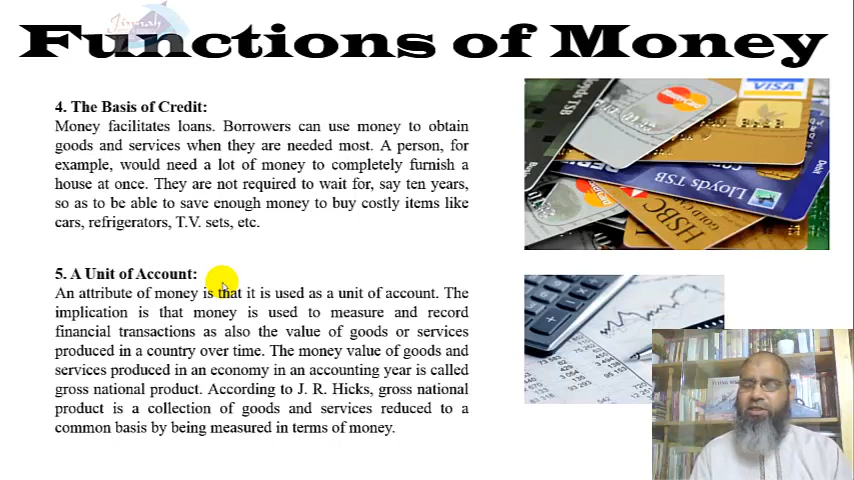 Jinnah
Functions of Money
4. The Basis of Credit:
Money facilitates loans. Borrowers can use money to obtain
goods and services when they are needed most. A person, for
example, would need a lot of money to completely furnish a
house at once. They are not required to wait for, say ten years,
so as to be able to save enough money to buy costly items like
cars, refrigerators, T.V. sets, etc.
5. A Unit of Account:
An attribute of money is that it is used as a unit of account. The
implication is that money is used to measure and record
financial transactions as also the value of goods or services
produced in a country over time. The money value of goods and
services produced in an economy in an accounting year is called
gross national product. According to J. R. Hicks, gross national
product is a collection of goods and services reduced to a
common basis by being measured in terms of money.
Lloyds TSB
MasterCard
VISA
Debit
Lloyds TSB
HSBC
GOLD